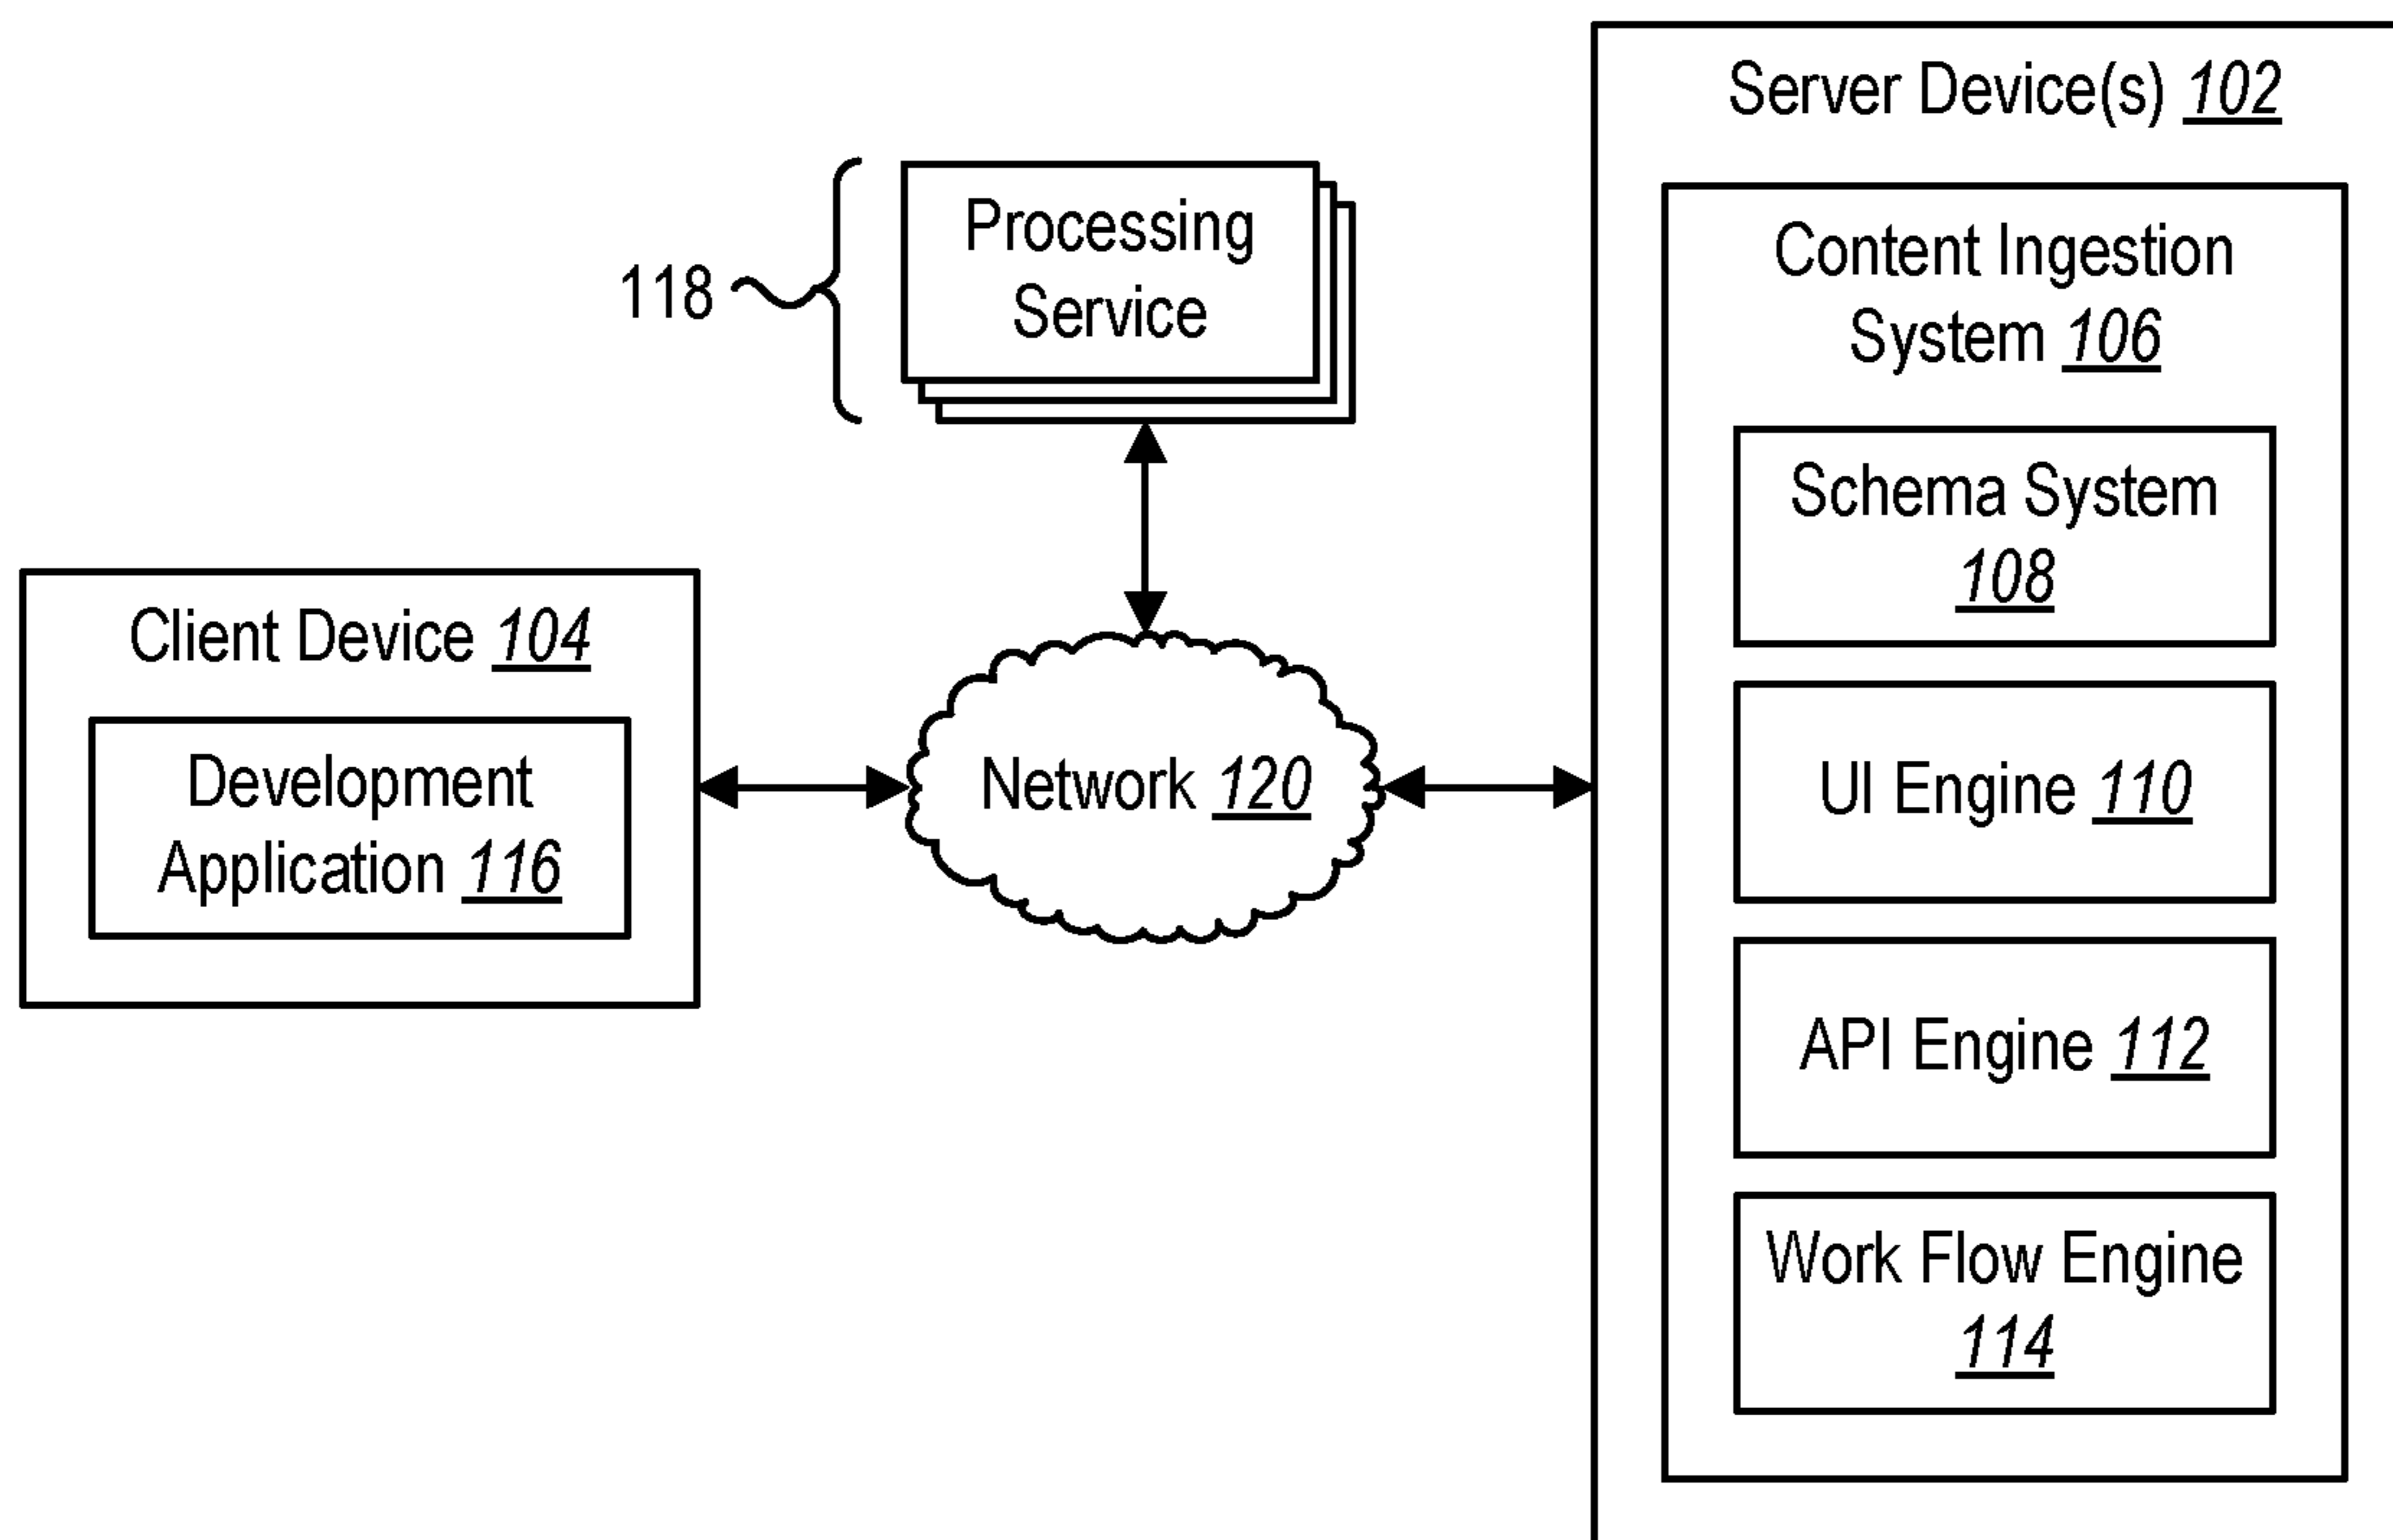 Server Device(s) 102
Content Ingestion
System 106
Schema System
108
UI Engine 110
API Engine 112
Work Flow Engine
114
Processing
Service
118
Client Device 104
Development
Application 116
Network 120